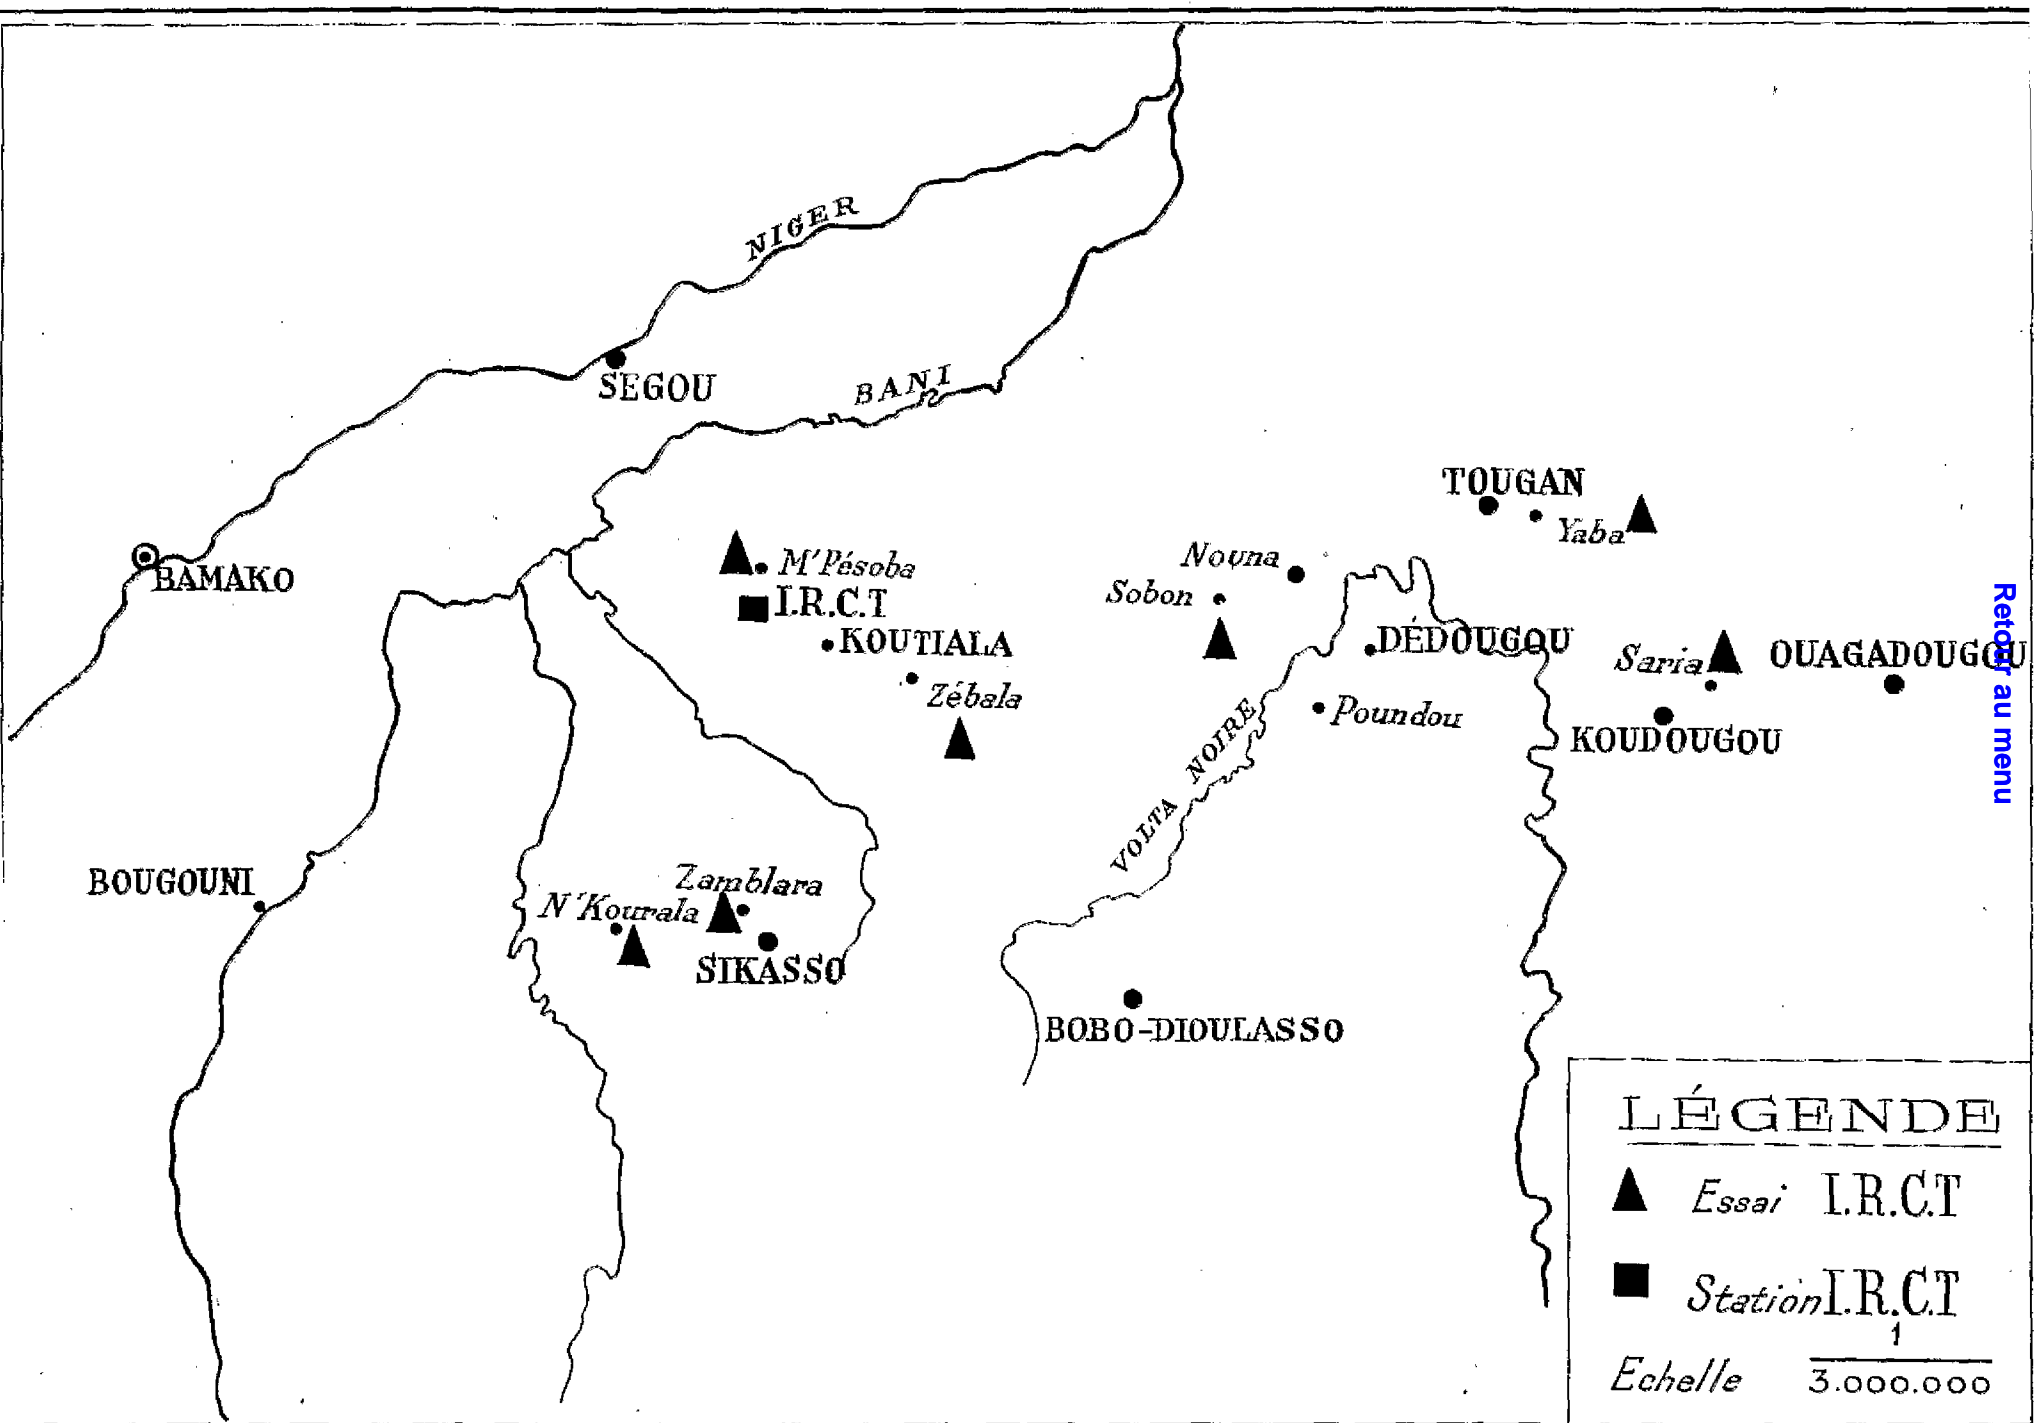 NIGER
SEGOU
BANI
TOUGAN
Yaba
BAMAKO
M'Pésoba
I.R.C.T
KOUTIALA
Zébala
Nouna
Sobon
DÉDOUGOU
Poundou
Saria
OUAGADOUGOU
KOUDOUGOU
VOLTA NOIRE
BOUGOUNI
Zamblara
N'Kourala
SIKASSO
BOBO-DIOULASSO
Retour au menu
LÉGENDE
Essai I.R.C.T
Station I.R.C.T
Echelle 1
3.000.000